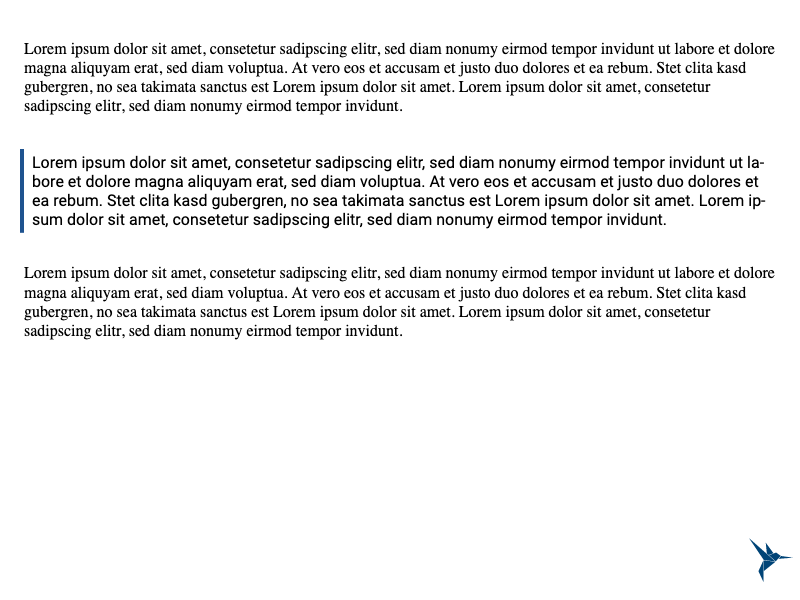 Lorem ipsum dolor sit amet, consetetur sadipscing elitr, sed diam nonumy eirmod tempor invidunt ut labore et dolore
magna aliquyam erat, sed diam voluptua. At vero eos et accusam et justo duo dolores et ea rebum. Stet clita kasd
gubergren, no sea takimata sanctus est Lorem ipsum dolor sit amet. Lorem ipsum dolor sit amet, consetetur
sadipscing elitr, sed diam nonumy eirmod tempor invidunt.
Lorem ipsum dolor sit amet, consetetur sadipscing elitr, sed diam nonumy eirmod tempor invidunt ut la-
bore et dolore magna aliquyam erat, sed diam voluptua. At vero eos et accusam et justo duo dolores et
ea rebum. Stet clita kasd gubergren, no sea takimata sanctus est Lorem ipsum dolor sit amet. Lorem ip-
sum dolor sit amet, consetetur sadipscing elitr, sed diam nonumy eirmod tempor invidunt.
Lorem ipsum dolor sit amet, consetetur sadipscing elitr, sed diam nonumy eirmod tempor invidunt ut labore et dolore
magna aliquyam erat, sed diam voluptua. At vero eos et accusam et justo duo dolores et ea rebum. Stet clita kasd
gubergren, no sea takimata sanctus est Lorem ipsum dolor sit amet. Lorem ipsum dolor sit amet, consetetur
sadipscing elitr, sed diam nonumy eirmod tempor invidunt.